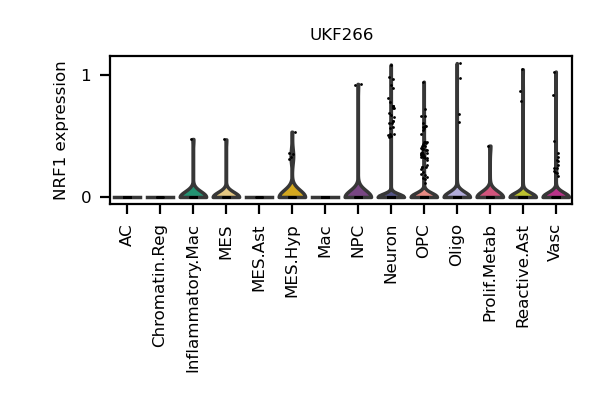 UKF266
NRF1 expression
1
0
AC
Chromatin.Reg
Inflammatory.Mac
MES
MES.Ast
MES.Hyp
Mac
NPC
Neuron
OPC
Oligo
Prolif.Metab
Reactive.Ast
Vasc